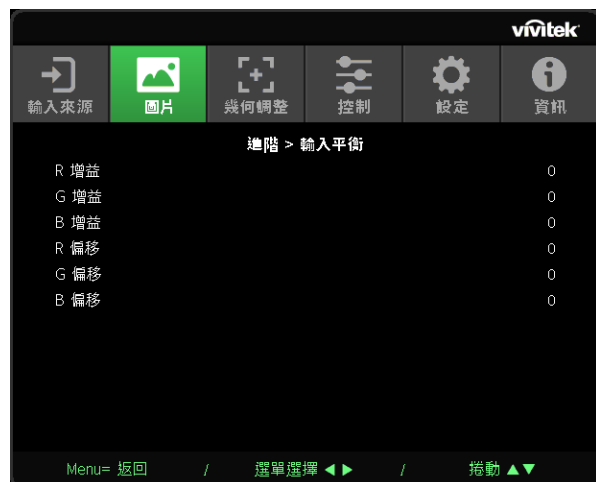 vivitek
輸入來源 圖片 幾何調整 控制 設定 資訊
進階 > 輸入平衡
R 增益 0
G 增益 0
B 增益 0
R 偏移 0
G 偏移 0
B 偏移 0
Menu= 返回 / 選單選擇 ◀ ▶ / 捲動 ▲▼